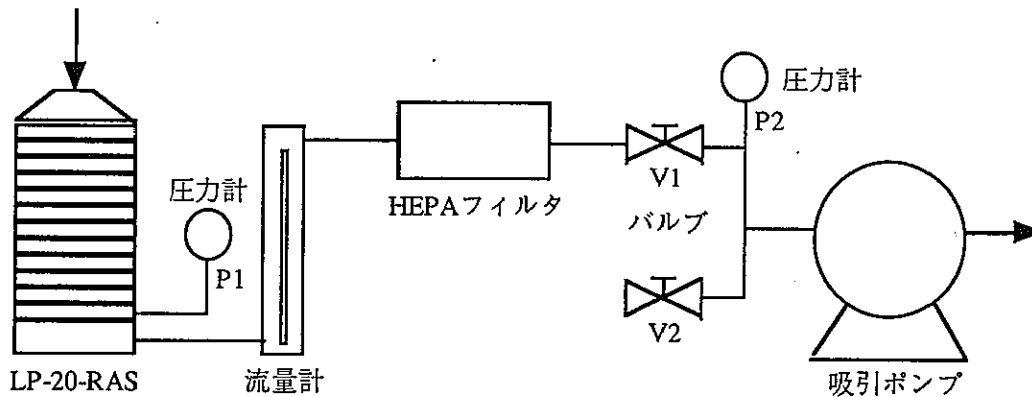 圧力計
P2
V1
HEPAフィルタ
圧力計
バルブ
P1
V2
LP-20-RAS
流量計
吸引ポンプ